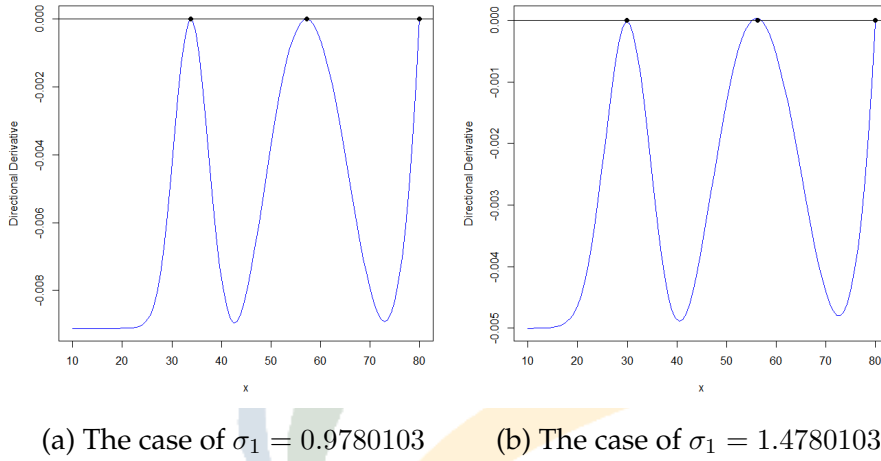 0.000
-0.002
-0.004
-0.006
-0.008
Directional Derivative
10 20 30 40 50 60 70 80
x
0.000
-0.001
-0.002
-0.003
-0.004
-0.005
Directional Derivative
10 20 30 40 50 60 70 80
x
(a) The case of σ₁ = 0.9780103
(b) The case of σ₁ = 1.4780103